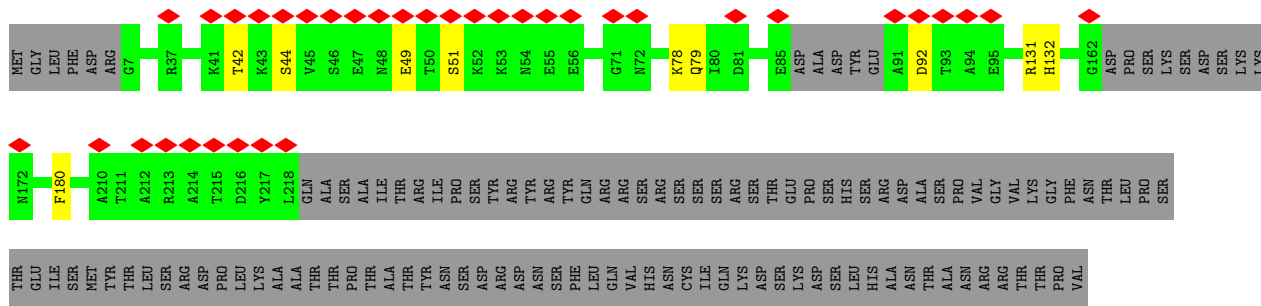 MET GLY LEU PHE ASP ARG G7 R37 K41 T42 K43 S44 V45 S46 E47 N48 E49 T50 S51 K52 K53 N54 E55 E56 G71 N72 K78 Q79 I80 D81 E85 ASP ALA ASP TYR GLU A91 D92 T93 A94 E95 R131 H132 G162 ASP PRO SER LYS SER ASP SER LYS LYS
N172 F180 A210 T211 A212 R213 A214 T215 D216 Y217 L218 GLN ALA SER ALA ILE THR ARG ILE PRO SER TYR ARG TYR ARG TYR GLN ARG ARG SER ARG SER SER SER ARG SER THR GLU PRO SER HIS SER ARG ASP ALA SER PRO VAL GLY VAL LYS GLY PHE ASN THR LEU PRO SER
THR GLU ILE SER MET TYR THR LEU SER ARG ASP PRO LEU LYS ALA ALA THR THR PRO THR ALA THR TYR ASN SER ASP ARG ASP ASN SER PHE LEU GLN VAL HIS ASN CYS ILE GLN LYS ASP SER LYS ASP SER LEU HIS ALA ASN THR ALA ASN ARG ARG THR THR PRO VAL